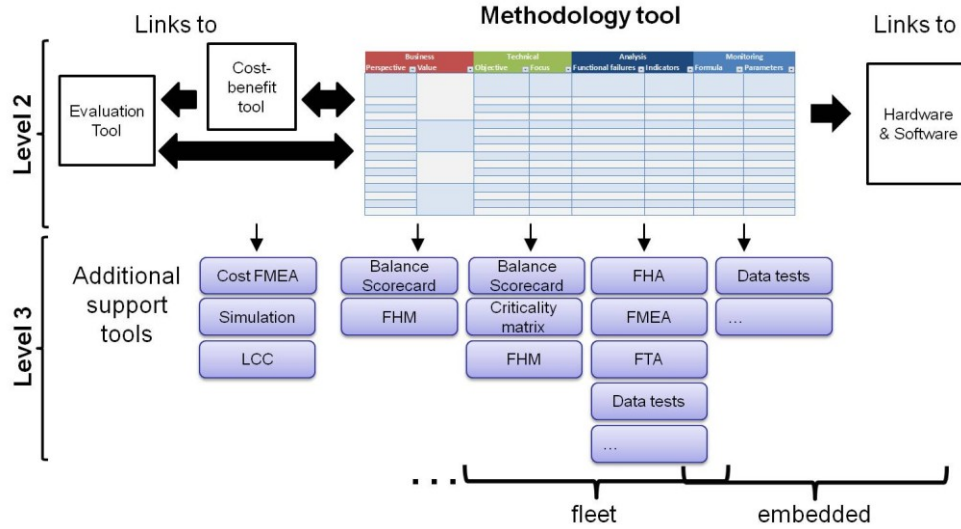 Methodology tool
Links to
Links to
Level 2
Evaluation
Tool
Cost-
benefit
tool
Business
Technical
Analysis
Monitoring
Perspective
Value
Objective
Focus
Functional failures
Indicators
Formula
Parameters
Hardware
& Software
Level 3
Additional
support
tools
Cost FMEA
Simulation
LCC
Balance
Scorecard
FHM
Balance
Scorecard
Criticality
matrix
FHM
FHA
FMEA
FTA
Data tests
...
Data tests
...
. . .
fleet
embedded